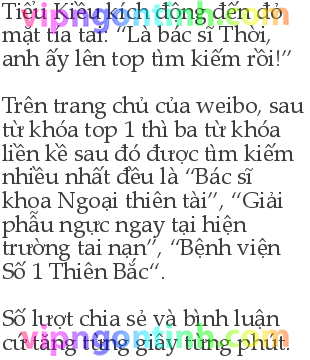 Tiểu Kiều kích động đến đỏ
mặt tía tai. “Là bác sĩ Thời,
anh ấy lên top tìm kiếm rồi!”
Trên trang chủ của weibo, sau
từ khóa top 1 thì ba từ khóa
liền kề sau đó được tìm kiếm
nhiều nhất đều là “Bác sĩ
khoa Ngoại thiên tài”, “Giải
phẫu ngực ngay tại hiện
trường tai nạn”, “Bệnh viện
Số 1 Thiên Bắc“.
Số lượt chia sẻ và bình luận
cứ tăng từng giây từng phút.
vipngontinh.com
vipngontinh.com